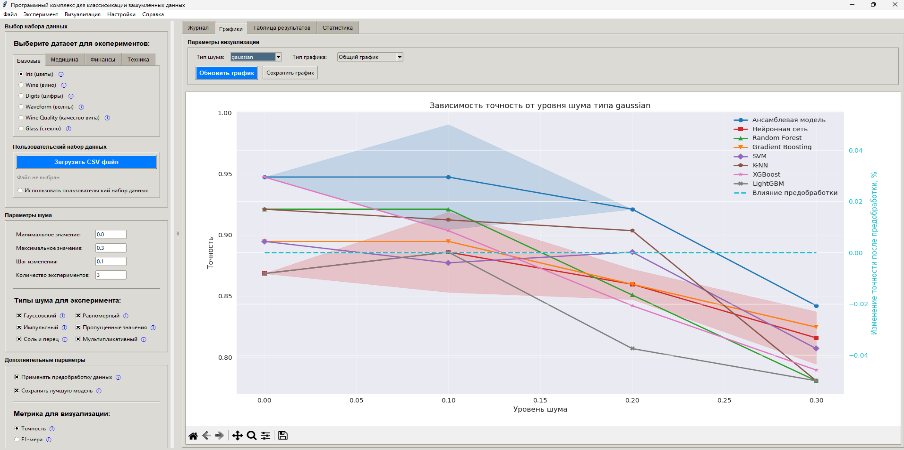 Программный комплекс для классификации зашумленных данных
Файл Эксперимент Визуализация Настройки Справка
Выбор набора данных
Выберите датасет для экспериментов:
Базовые Медицина Финансы Техника
Iris (цветы)
Wine (вино)
Digits (цифры)
Waveform (волны)
Wine Quality (качество вина)
Glass (стекло)
Пользовательский набор данных
Загрузить CSV файл
Файл не выбран
Использовать пользовательский набор данных
Параметры шума
Минимальное значение: 0.0
Максимальное значение: 0.3
Шаг изменения: 0.1
Количество экспериментов: 3
Типы шума для эксперимента:
Гауссовский Равномерный
Импульсный Пропущенные значения
Соль и перец Мультипликативный
Дополнительные параметры
Применять предобработку данных
Сохранять лучшую модель
Метрика для визуализации:
Точность
F1-мера
Журнал Графики Таблица результатов Статистика
Параметры визуализации
Тип шума: gaussian Тип графика: Общий график
Обновить график Сохранить график
Зависимость точность от уровня шума типа gaussian
1.00
0.95
0.90
0.85
0.80
Точность
0.00 0.05 0.10 0.15 0.20 0.25 0.30
Уровень шума
Ансамблевая модель
Нейронная сеть
Random Forest
Gradient Boosting
SVM
k-NN
XGBoost
LightGBM
Влияние предобработки
0.04
0.02
0.00
−0.02
−0.04
Изменение точности после предобработки, %